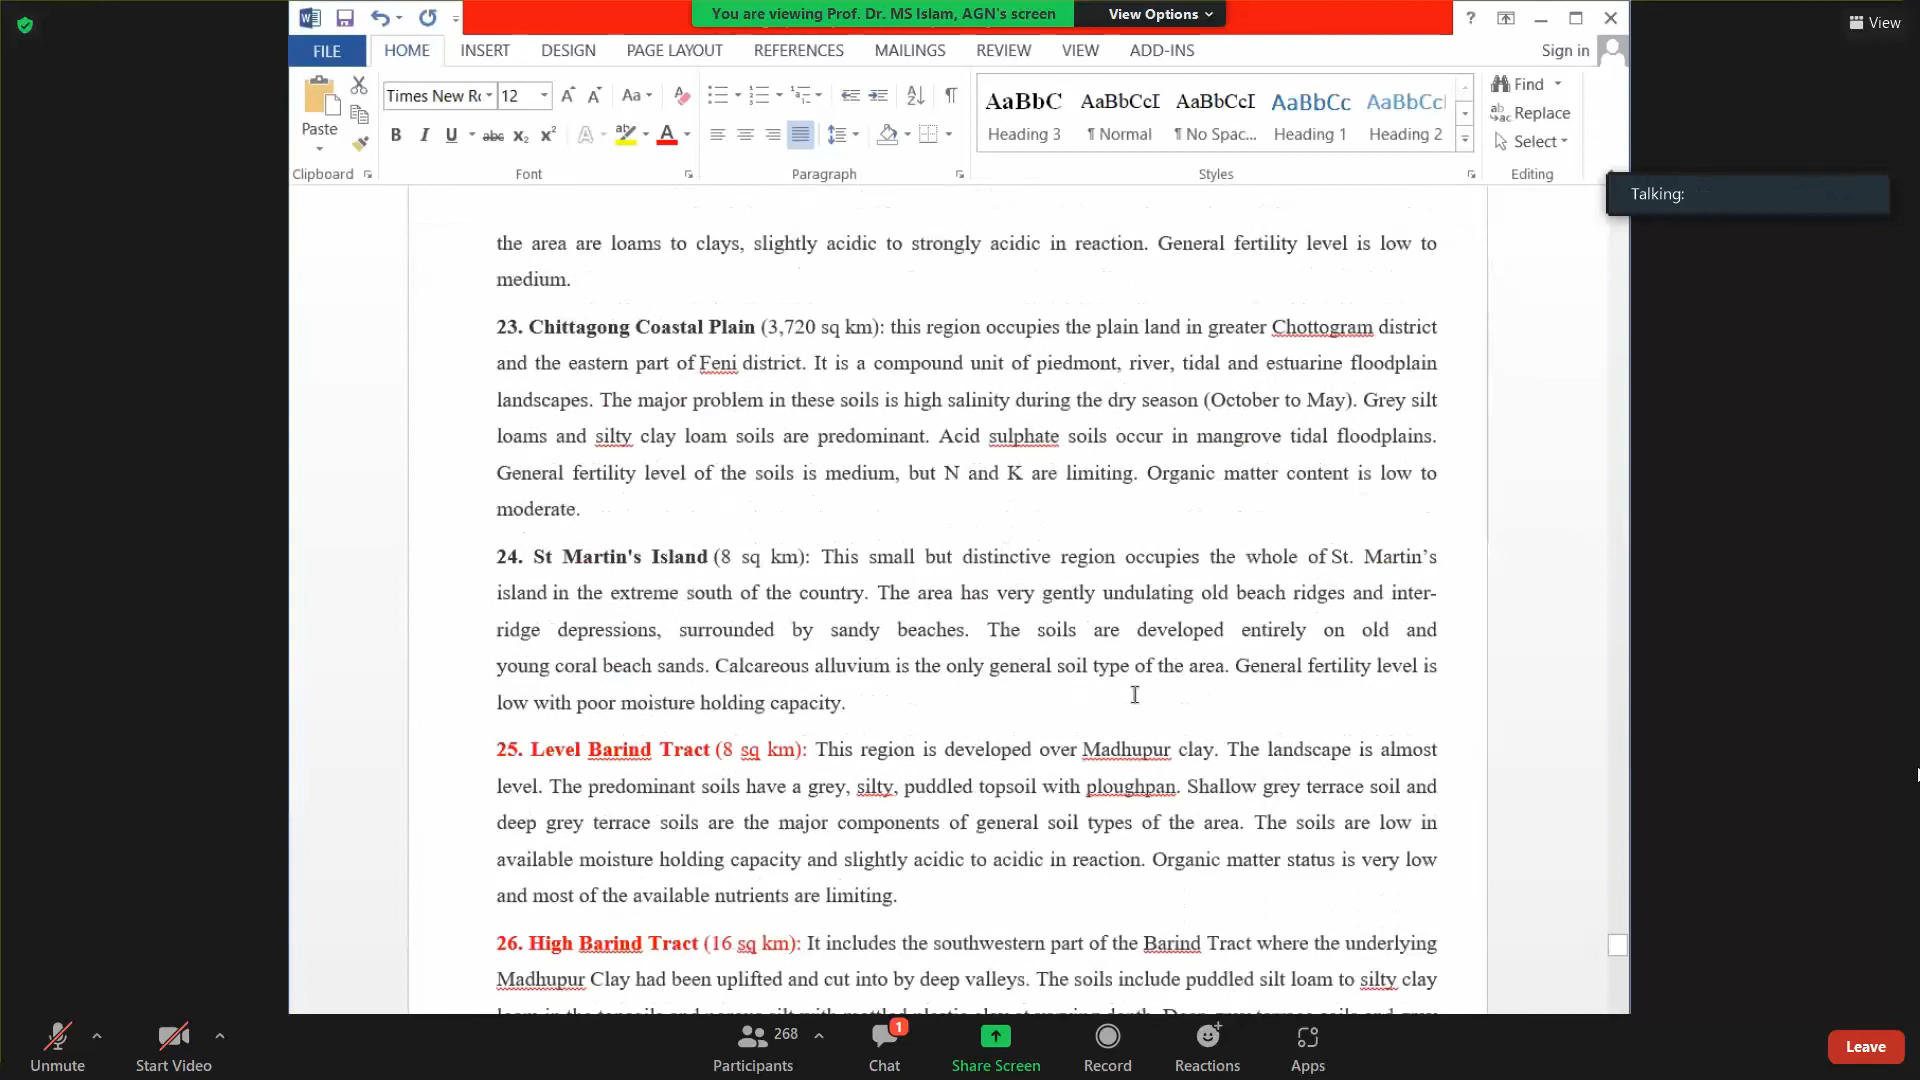 You are viewing Prof. Dr. MS Islam, AGN's screen
View Options
View
FILE HOME INSERT DESIGN PAGE LAYOUT REFERENCES MAILINGS REVIEW VIEW ADD-INS Sign in
Paste
Times New Ro 12
Aa
B I U abc X₂ X²
AaBbC AaBbCcI AaBbCcI AaBbCc AaBbCcI
Heading 3 ¶ Normal ¶ No Spac... Heading 1 Heading 2
Find
Replace
Select
Clipboard Font Paragraph Styles Editing
Talking:
the area are loams to clays, slightly acidic to strongly acidic in reaction. General fertility level is low to
medium.
23. Chittagong Coastal Plain (3,720 sq km): this region occupies the plain land in greater Chottogram district
and the eastern part of Feni district. It is a compound unit of piedmont, river, tidal and estuarine floodplain
landscapes. The major problem in these soils is high salinity during the dry season (October to May). Grey silt
loams and silty clay loam soils are predominant. Acid sulphate soils occur in mangrove tidal floodplains.
General fertility level of the soils is medium, but N and K are limiting. Organic matter content is low to
moderate.
24. St Martin's Island (8 sq km): This small but distinctive region occupies the whole of St. Martin’s
island in the extreme south of the country. The area has very gently undulating old beach ridges and inter-
ridge depressions, surrounded by sandy beaches. The soils are developed entirely on old and
young coral beach sands. Calcareous alluvium is the only general soil type of the area. General fertility level is
low with poor moisture holding capacity.
25. Level Barind Tract (8 sq km): This region is developed over Madhupur clay. The landscape is almost
level. The predominant soils have a grey, silty, puddled topsoil with ploughpan. Shallow grey terrace soil and
deep grey terrace soils are the major components of general soil types of the area. The soils are low in
available moisture holding capacity and slightly acidic to acidic in reaction. Organic matter status is very low
and most of the available nutrients are limiting.
26. High Barind Tract (16 sq km): It includes the southwestern part of the Barind Tract where the underlying
Madhupur Clay had been uplifted and cut into by deep valleys. The soils include puddled silt loam to silty clay
268
1
Unmute Start Video Participants Chat Share Screen Record Reactions Apps Leave